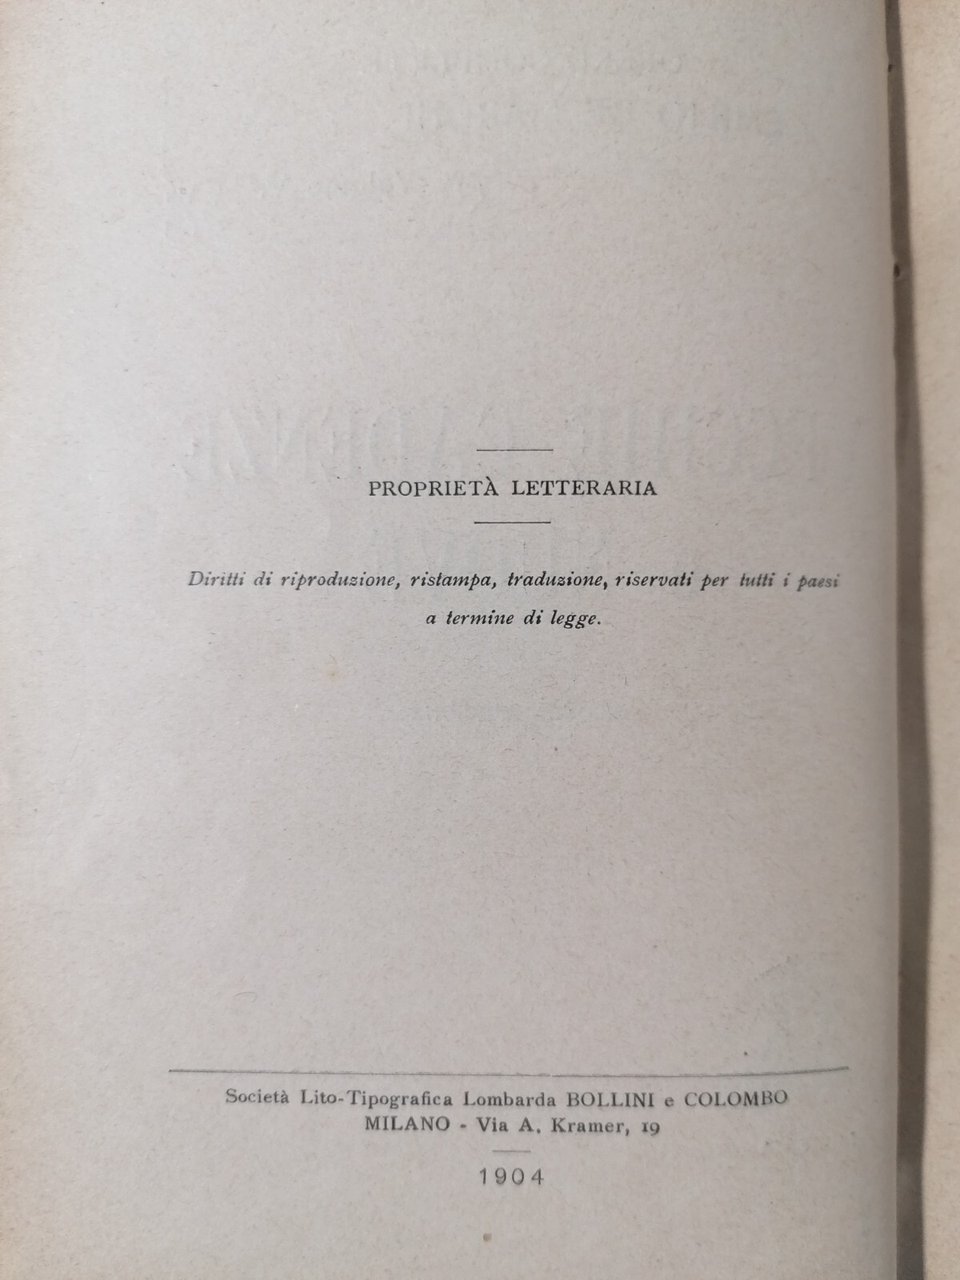 PROPRIETÀ LETTERARIA
Diritti di riproduzione, ristampa, traduzione, riservati per tutti i paesi
a termine di legge.
Società Lito-Tipografica Lombarda BOLLINI e COLOMBO
MILANO - Via A. Kramer, 19
1904